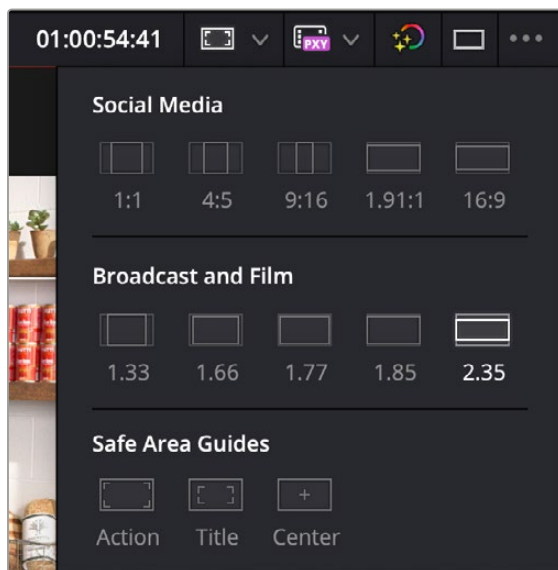 01:00:54:41 PXY
Social Media
1:1 4:5 9:16 1.91:1 16:9
Broadcast and Film
1.33 1.66 1.77 1.85 2.35
Safe Area Guides
Action Title Center